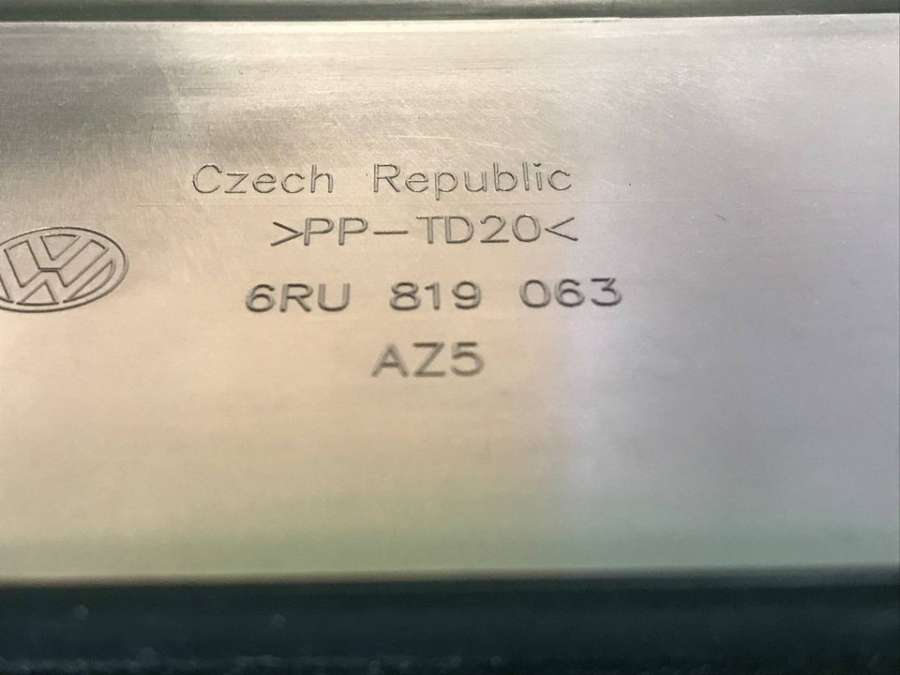 Czech Republic
>PP-TD20<
6RU 819 063
AZ5